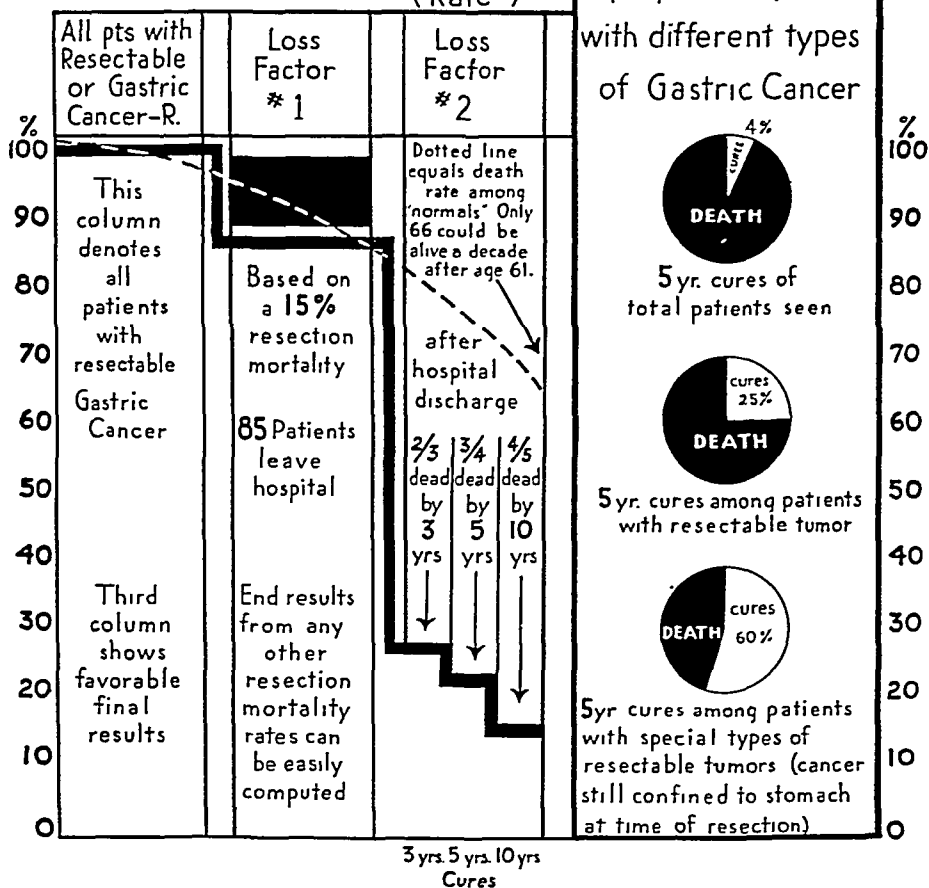 (Rate)
All pts with
Resectable
or Gastric
Cancer-R.
Loss
Factor
#1
Loss
Factor
#2
%
100
90
80
70
60
50
40
30
20
10
0
This
column
denotes
all
patients
with
resectable
Gastric
Cancer
Third
column
shows
favorable
final
results
Based on
a 15%
resection
mortality
85 Patients
leave
hospital
End results
from any
other
resection
mortality
rates can
be easily
computed
Dotted line
equals death
rate among
"normals" Only
66 could be
alive a decade
after age 61.
after
hospital
discharge
2/3
dead
by
3
yrs
3/4
dead
by
5
yrs
4/5
dead
by
10
yrs
3 yrs. 5 yrs. 10 yrs
Cures
with different types
of Gastric Cancer
4%
cures
DEATH
5 yr. cures of
total patients seen
cures
25%
DEATH
5 yr. cures among patients
with resectable tumor
cures
60%
DEATH
5yr cures among patients
with special types of
resectable tumors (cancer
still confined to stomach
at time of resection)
%
100
90
80
70
60
50
40
30
20
10
0